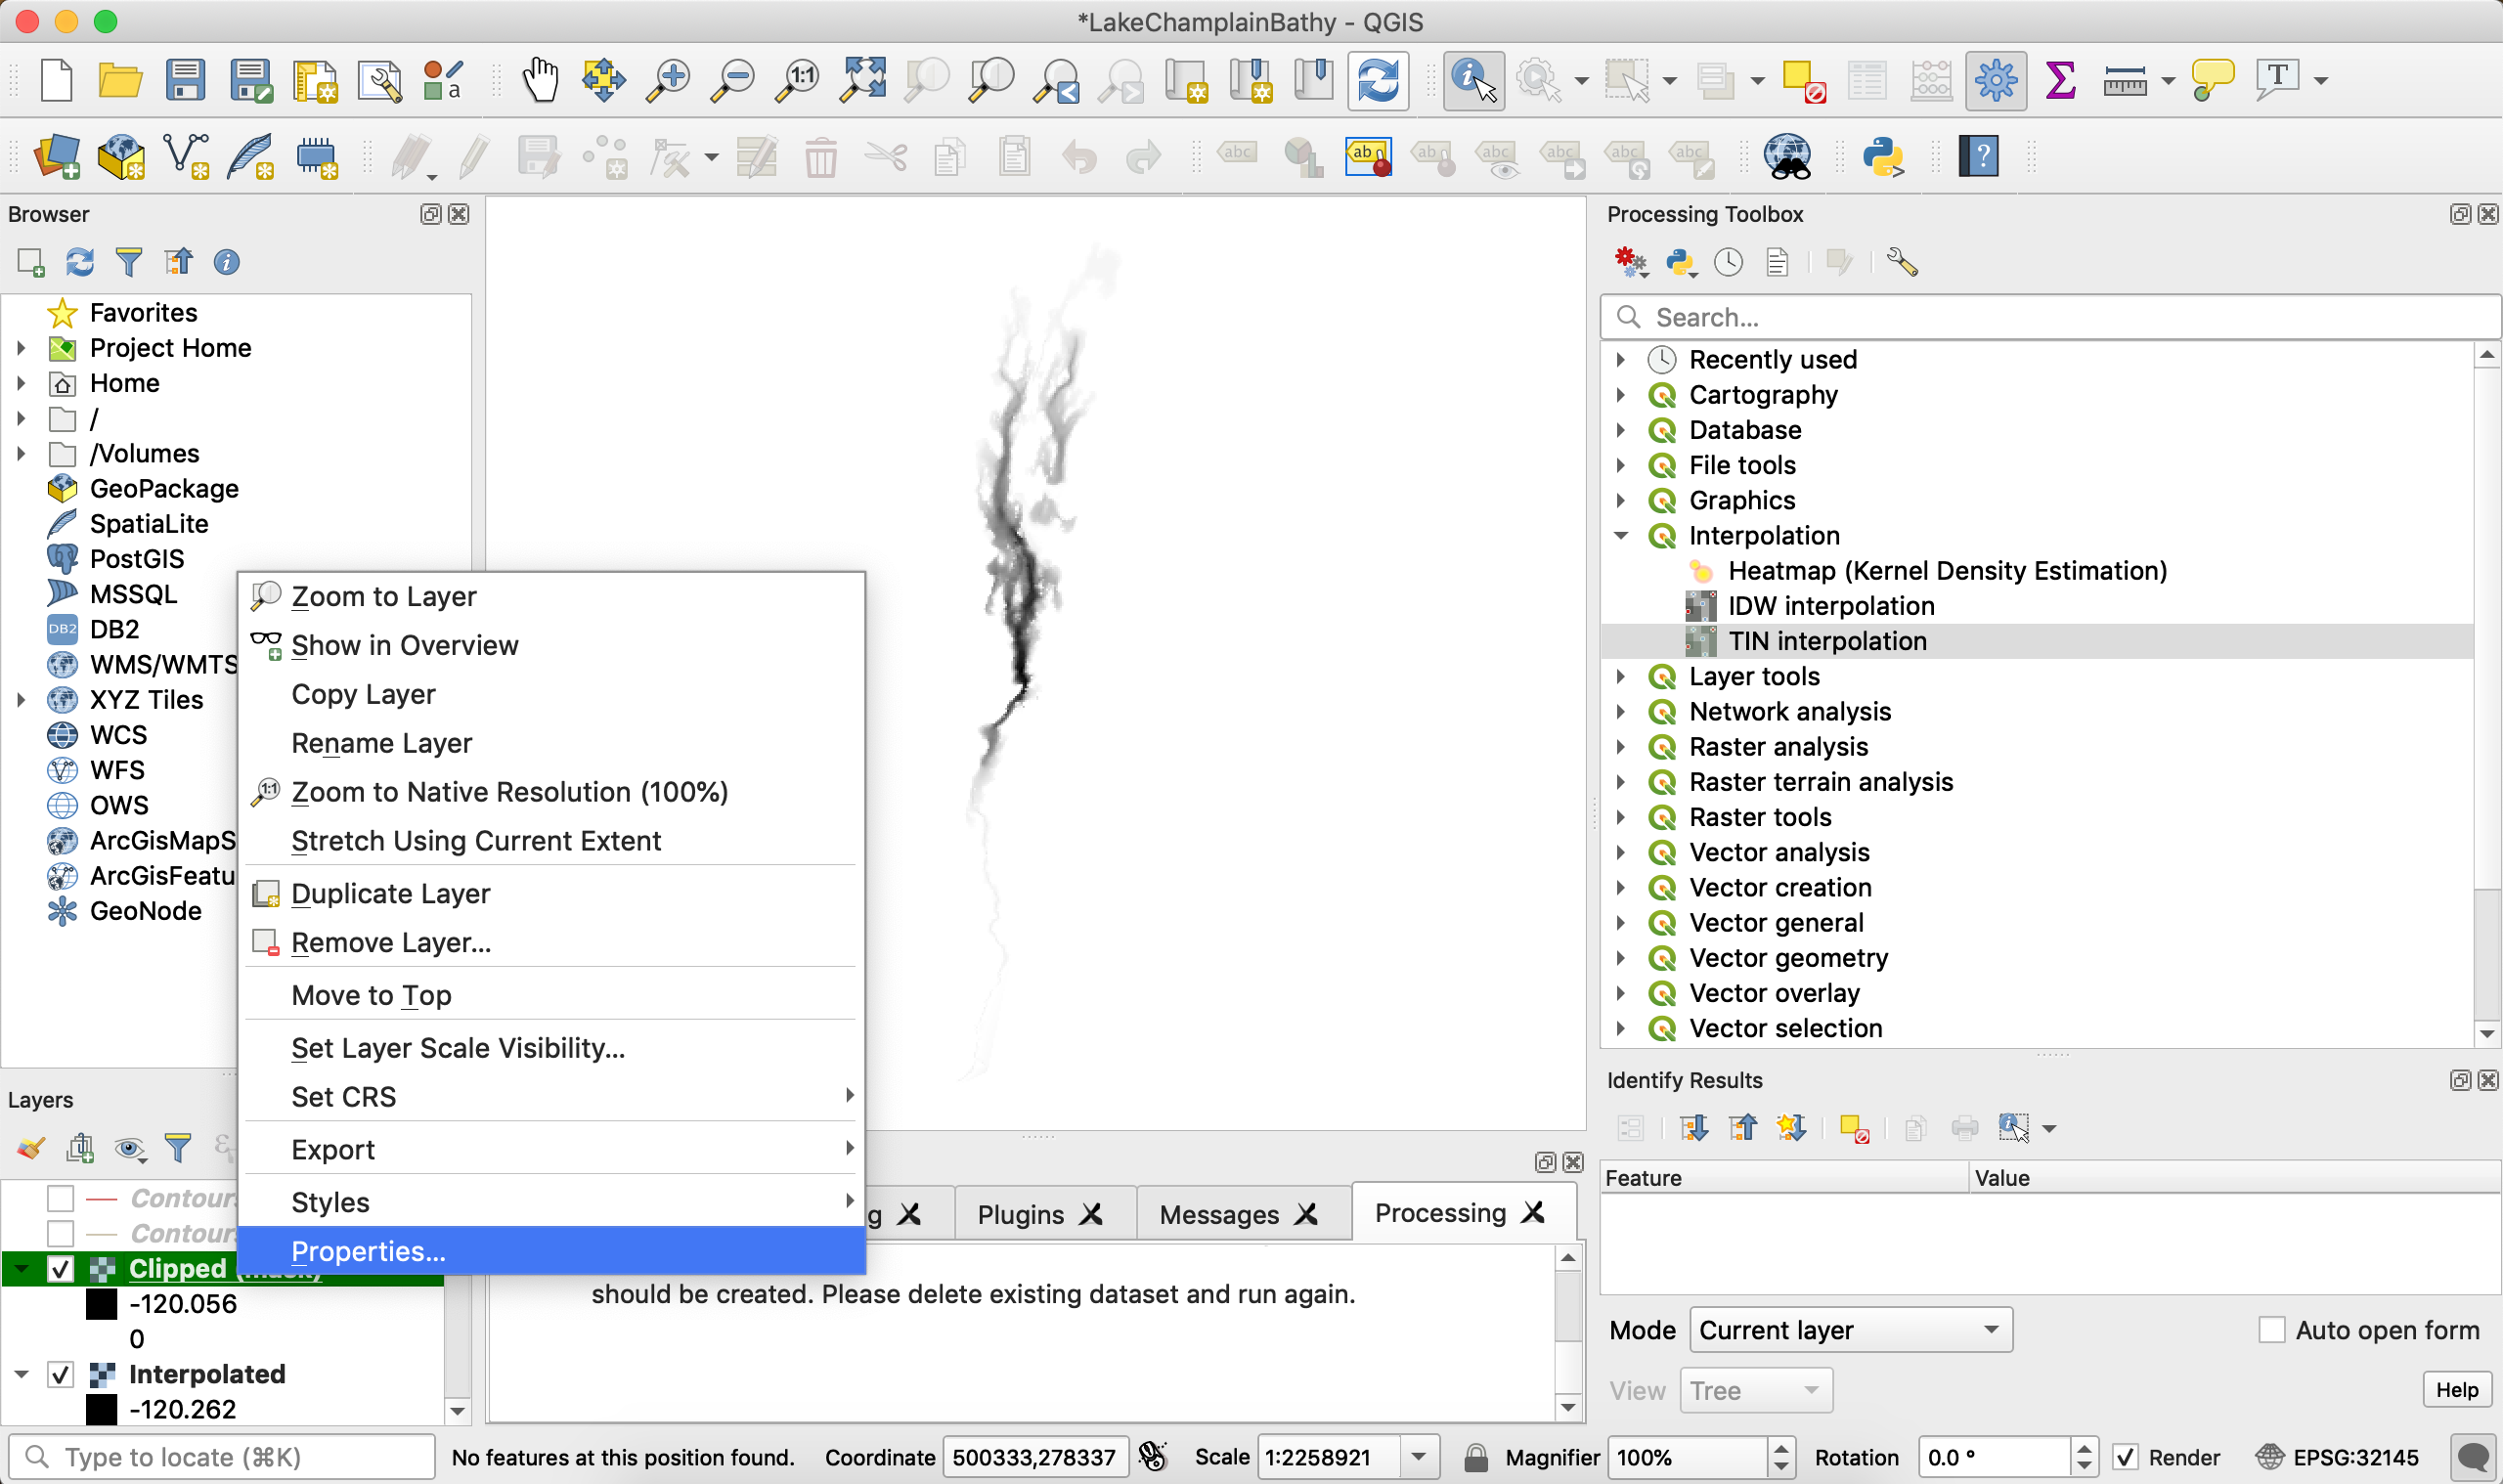 *LakeChamplainBathy - QGIS
Browser
Favorites
Project Home
Home
/
/Volumes
GeoPackage
SpatiaLite
PostGIS
MSSQL
DB2
WMS/WMTS
XYZ Tiles
WCS
WFS
OWS
ArcGisMapS
ArcGisFeatu
GeoNode
Zoom to Layer
Show in Overview
Copy Layer
Rename Layer
Zoom to Native Resolution (100%)
Stretch Using Current Extent
Duplicate Layer
Remove Layer...
Move to Top
Set Layer Scale Visibility...
Set CRS
Export
Styles
Properties...
Layers
Contour
Contour
Clipped (mask)
-120.056
0
Interpolated
-120.262
g
Plugins
Messages
Processing
should be created. Please delete existing dataset and run again.
Processing Toolbox
Search...
Recently used
Cartography
Database
File tools
Graphics
Interpolation
Heatmap (Kernel Density Estimation)
IDW interpolation
TIN interpolation
Layer tools
Network analysis
Raster analysis
Raster terrain analysis
Raster tools
Vector analysis
Vector creation
Vector general
Vector geometry
Vector overlay
Vector selection
Identify Results
Feature Value
Mode Current layer Auto open form
View Tree Help
Type to locate (⌘K) No features at this position found. Coordinate 500333,278337 Scale 1:2258921 Magnifier 100% Rotation 0.0 ° Render EPSG:32145